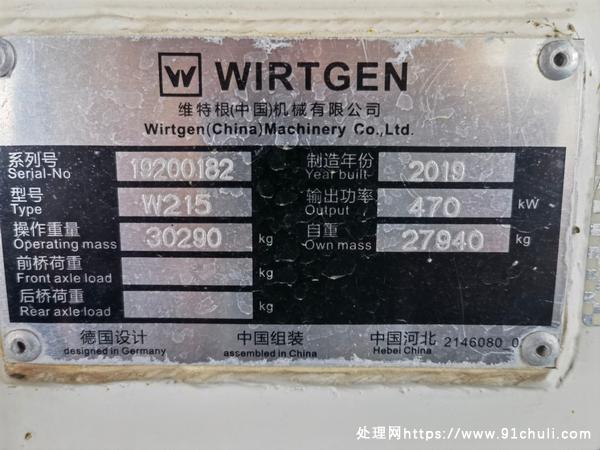 W WIRTGEN
维特根(中国)机械有限公司
Wirtgen(China)Machinery Co.,Ltd.
系列号 19200182 制造年份 2019
Serial-No Year built
型号 W215 输出功率 470 kW
Type Output
操作重量 30290 kg 自重 27940 kg
Operating mass Own mass
前桥荷重 kg
Front axle load
后桥荷重 kg
Rear axle load
德国设计 中国组装 中国河北 2146080_0
designed in Germany assembled in China Hebei China
处理网https://www.91chuli.com